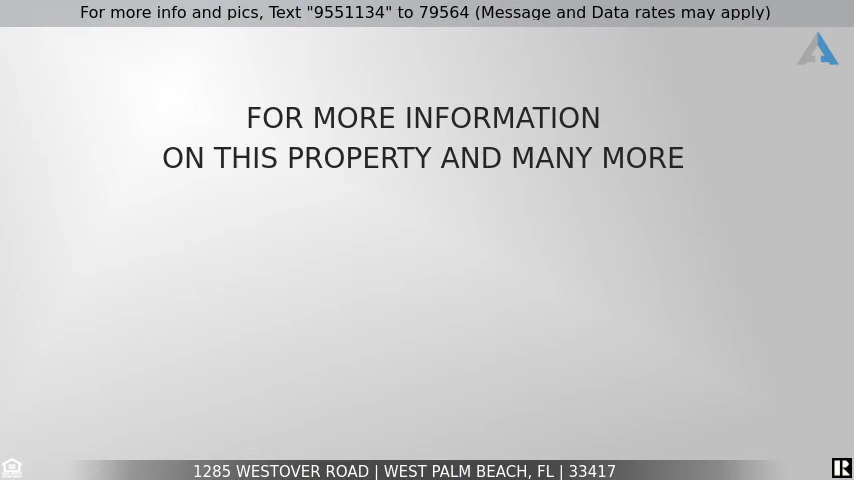 For more info and pics, Text "9551134" to 79564 (Message and Data rates may apply)
FOR MORE INFORMATION
ON THIS PROPERTY AND MANY MORE
1285 WESTOVER ROAD | WEST PALM BEACH, FL | 33417